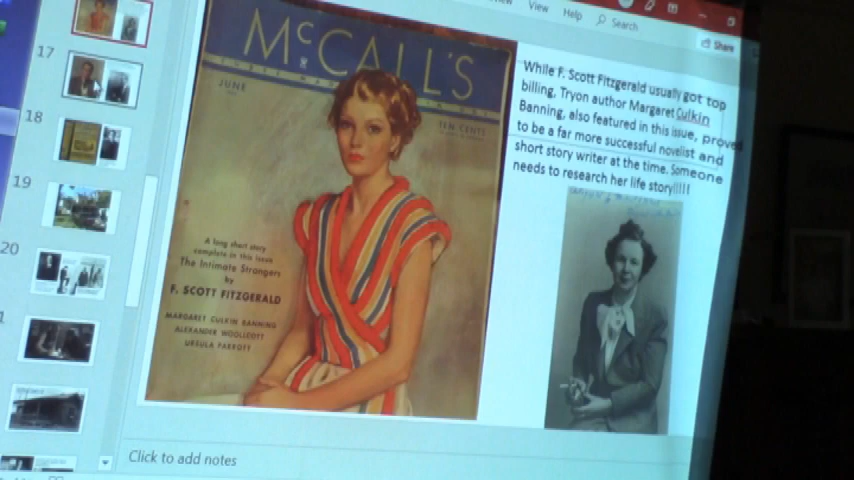 View Help Search
Share
17
18
19
20
McCALL'S
JUNE
TEN CENTS
A long short story
complete in this issue
The Intimate Strangers
by
F. SCOTT FITZGERALD
MARGARET CULKIN BANNING
ALEXANDER WOOLLCOTT
URSULA PARROTT
While F. Scott Fitzgerald usually got top
billing, Tryon author Margaret Culkin
Banning, also featured in this issue, proved
to be a far more successful novelist and
short story writer at the time. Someone
needs to research her life story!!!!!
Click to add notes